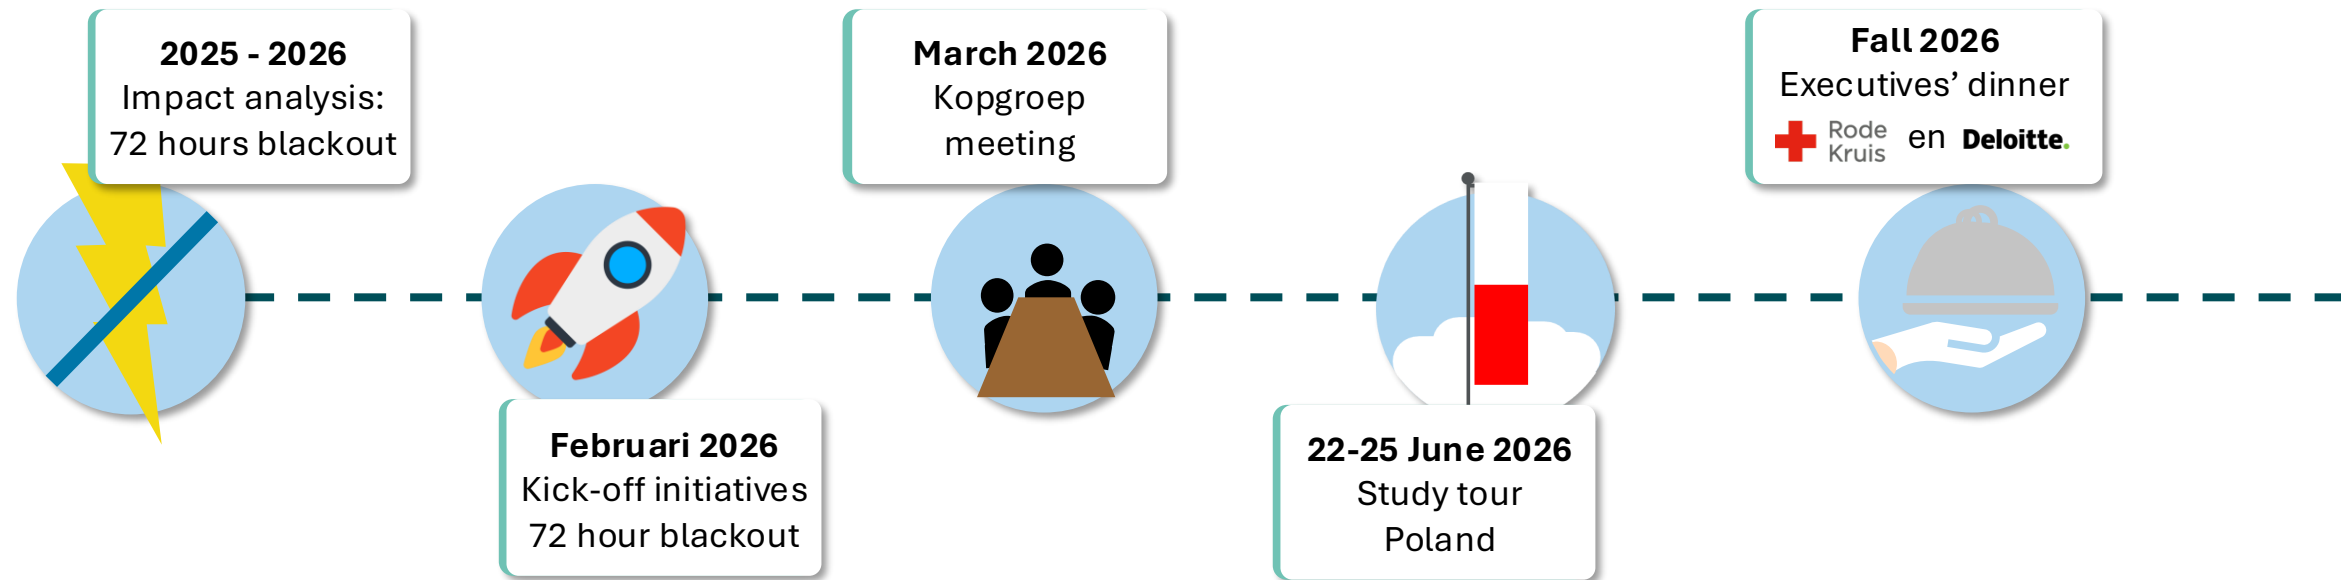 2025 - 2026
Impact analysis:
72 hours blackout
Februari 2026
Kick-off initiatives
72 hour blackout
March 2026
Kopgroep
meeting
22-25 June 2026
Study tour
Poland
Fall 2026
Executives’ dinner
Rode
Kruis
en
Deloitte.